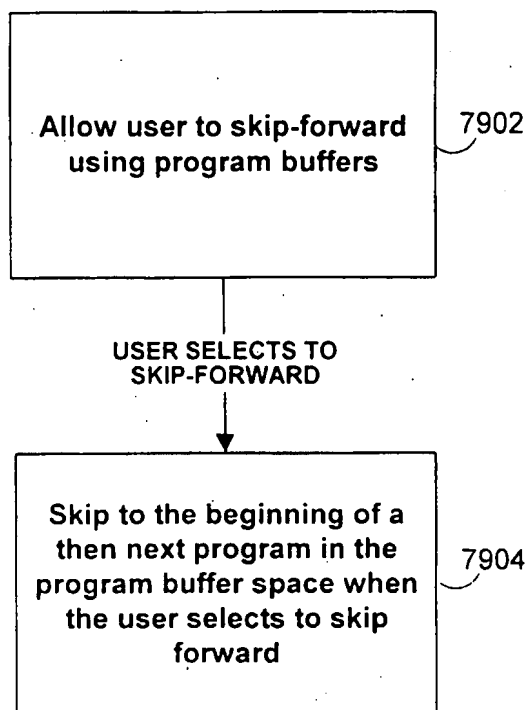 Allow user to skip-forward
using program buffers
7902
USER SELECTS TO
SKIP-FORWARD
Skip to the beginning of a
then next program in the
program buffer space when
the user selects to skip
forward
7904